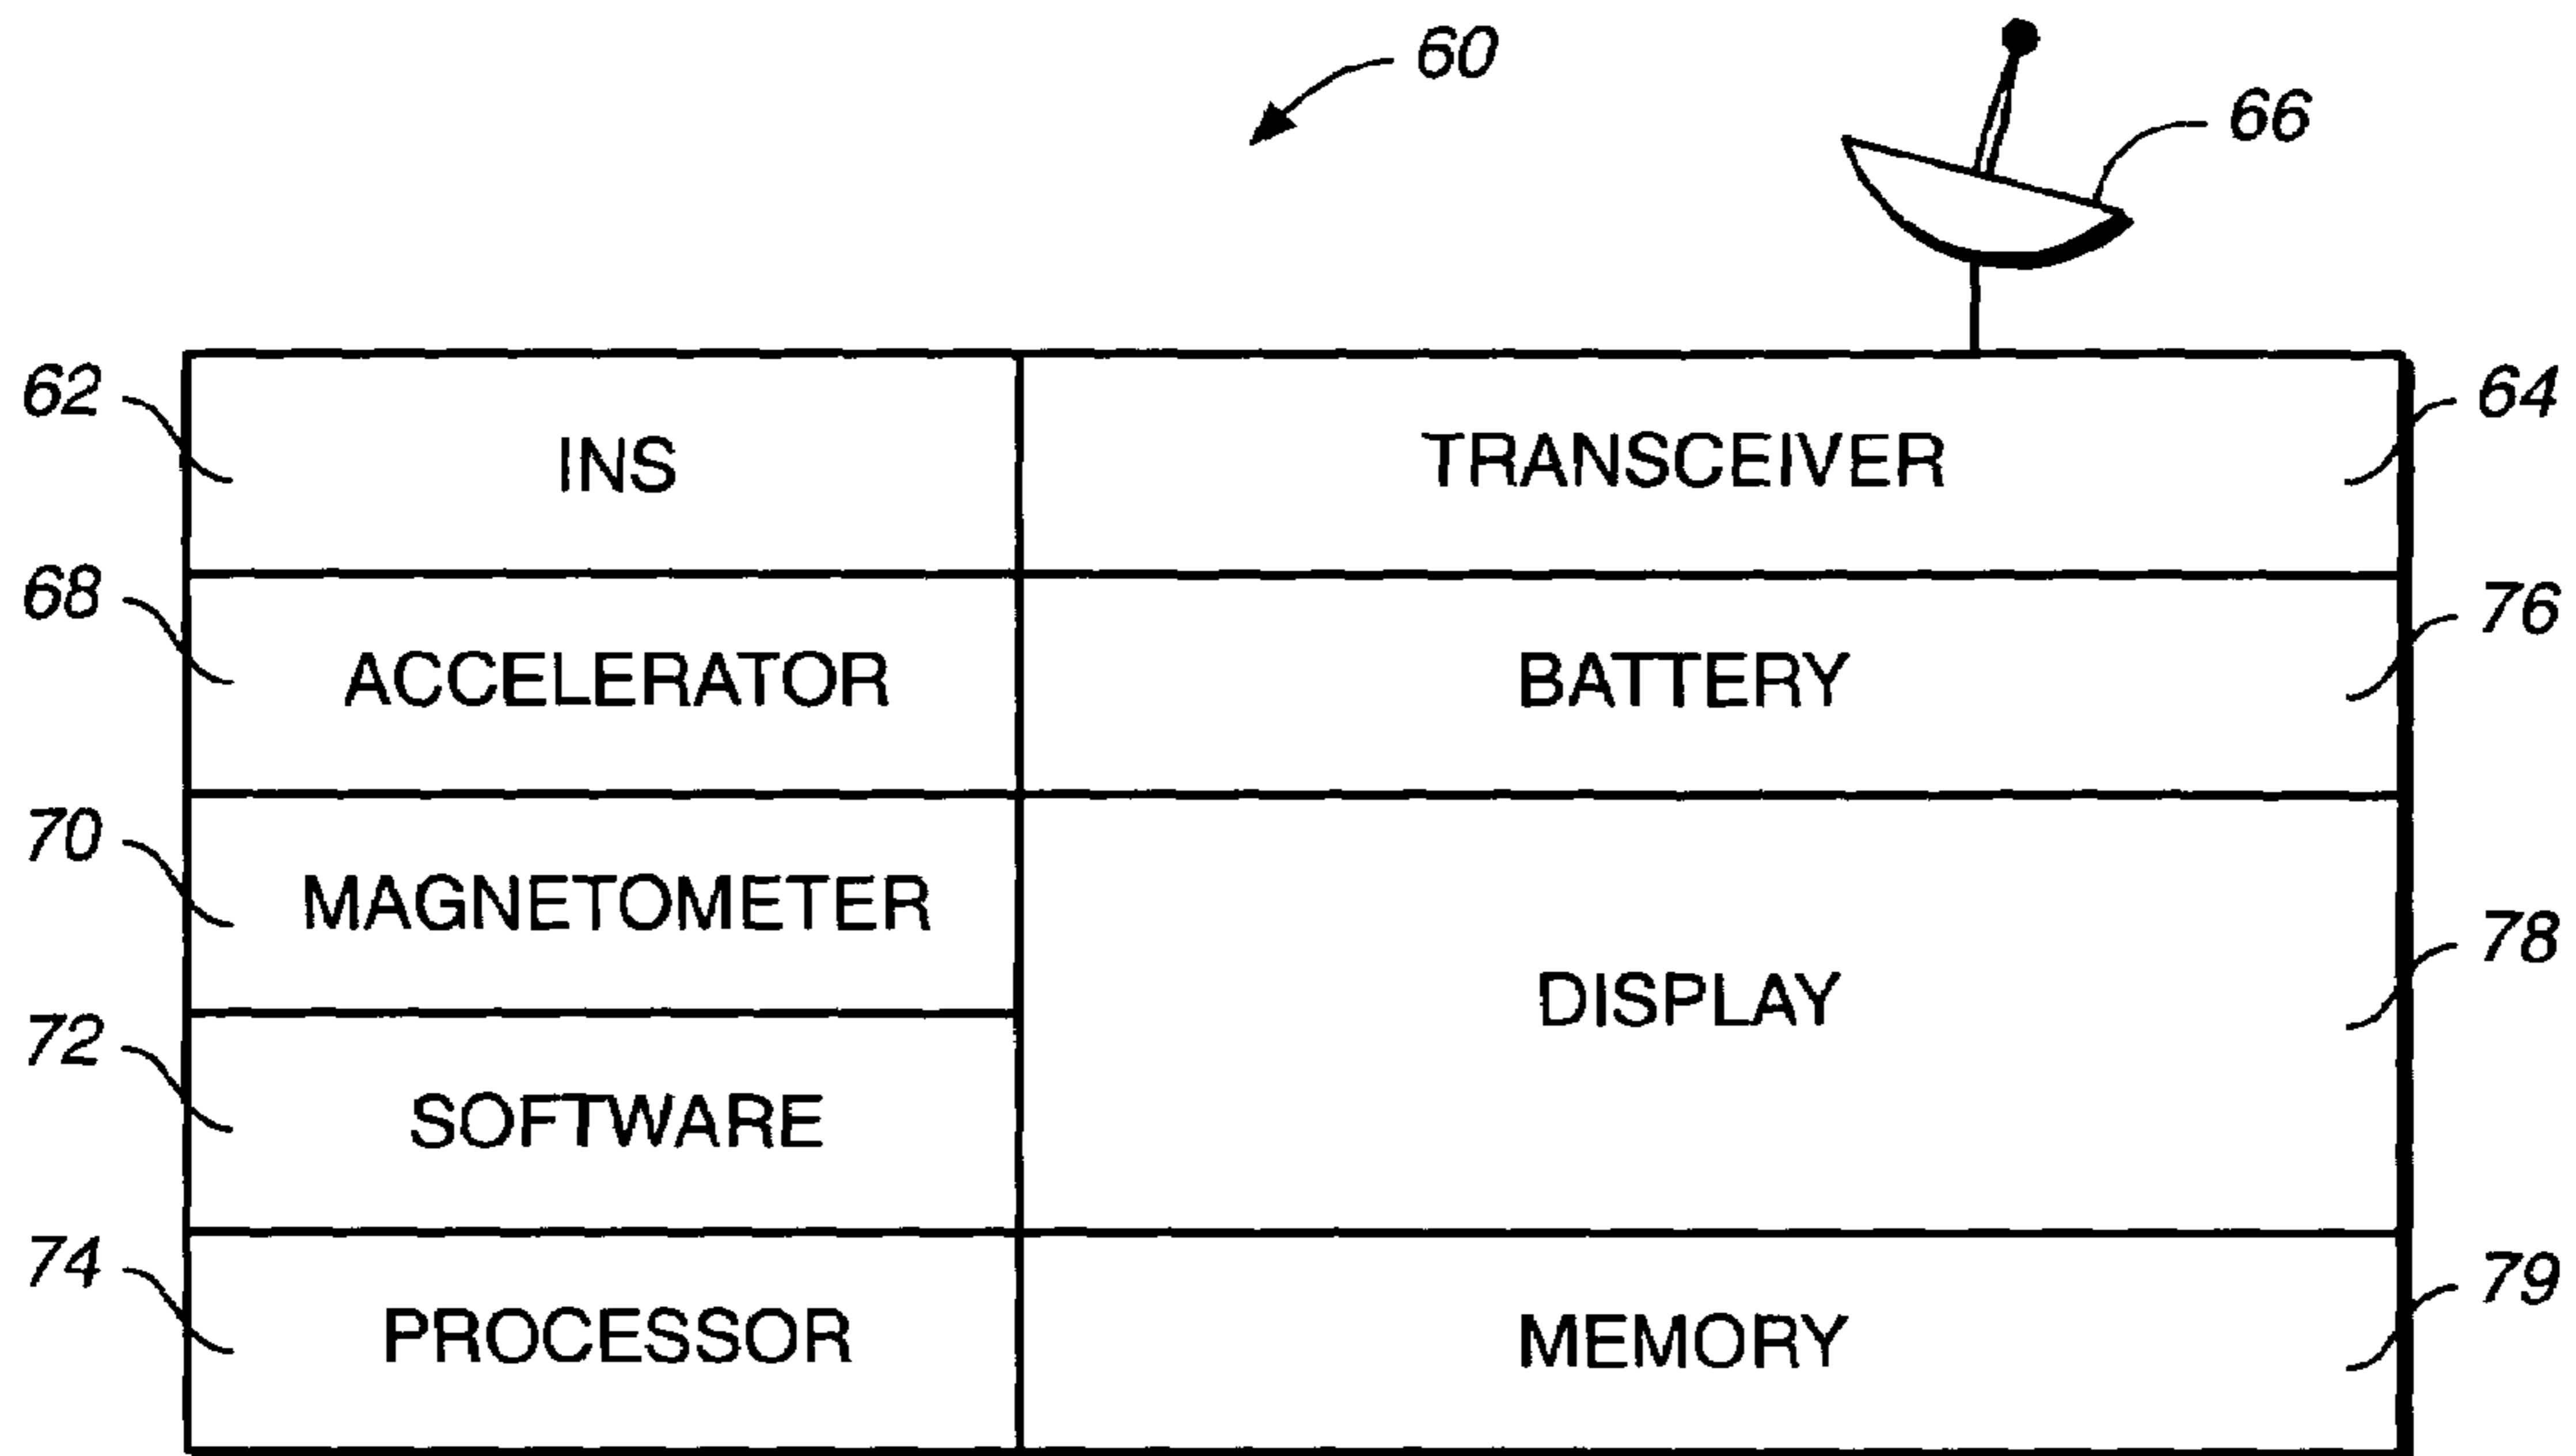 60
66
62
INS
TRANSCEIVER
64
68
ACCELERATOR
BATTERY
76
70
MAGNETOMETER
DISPLAY
78
72
SOFTWARE
74
PROCESSOR
MEMORY
79